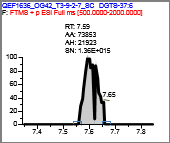 QEF1636_OG42_T3-9-2-7_SC DGTS-37:6
F: FTMS + p ESI Full ms [500.0000-2000.0000]
RT: 7.59
AA: 73853
AH: 21923
SN: 1.36E+015
100
80
60
40
20
0
7.65
7.4 7.5 7.6 7.7 7.8